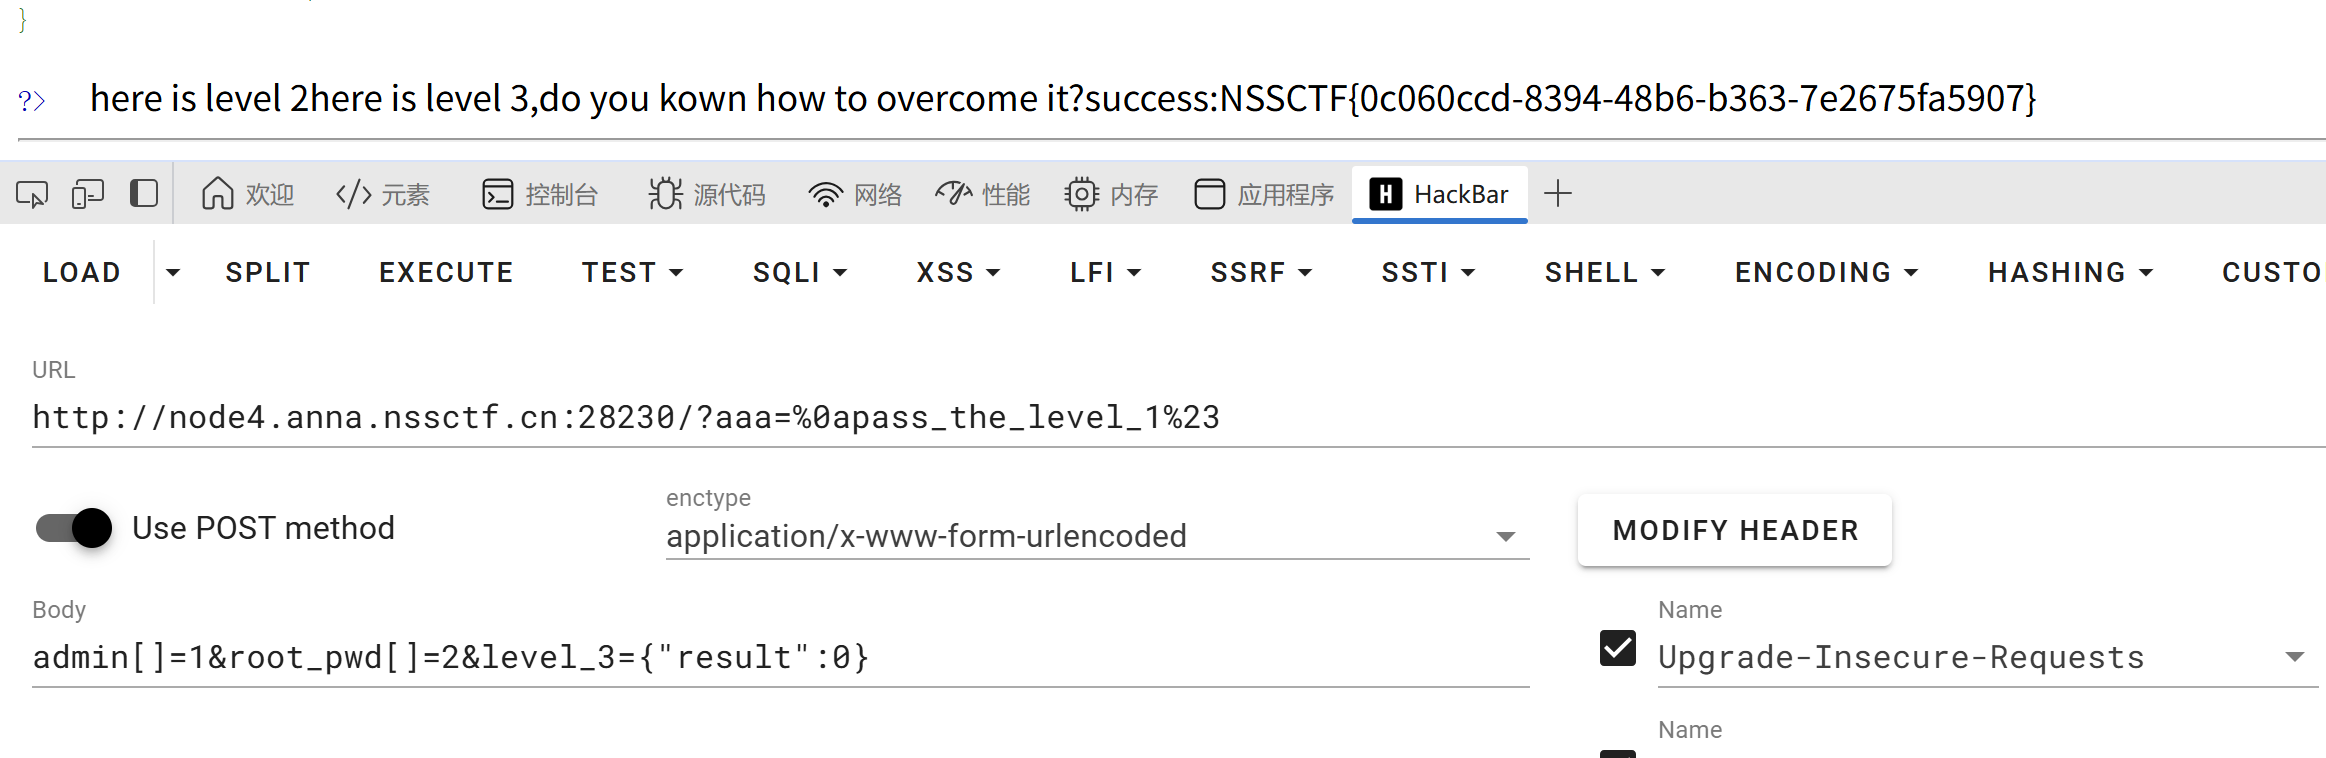 }
?> here is level 2here is level 3,do you kown how to overcome it?success:NSSCTF{0c060ccd-8394-48b6-b363-7e2675fa5907}
欢迎 </> 元素 控制台 源代码 网络 性能 内存 应用程序 H HackBar +
LOAD SPLIT EXECUTE TEST SQLI XSS LFI SSRF SSTI SHELL ENCODING HASHING CUSTO
URL
http://node4.anna.nssctf.cn:28230/?aaa=%0apass_the_level_1%23
Use POST method
enctype
application/x-www-form-urlencoded
MODIFY HEADER
Body
admin[]=1&root_pwd[]=2&level_3={"result":0}
Name
Upgrade-Insecure-Requests
Name